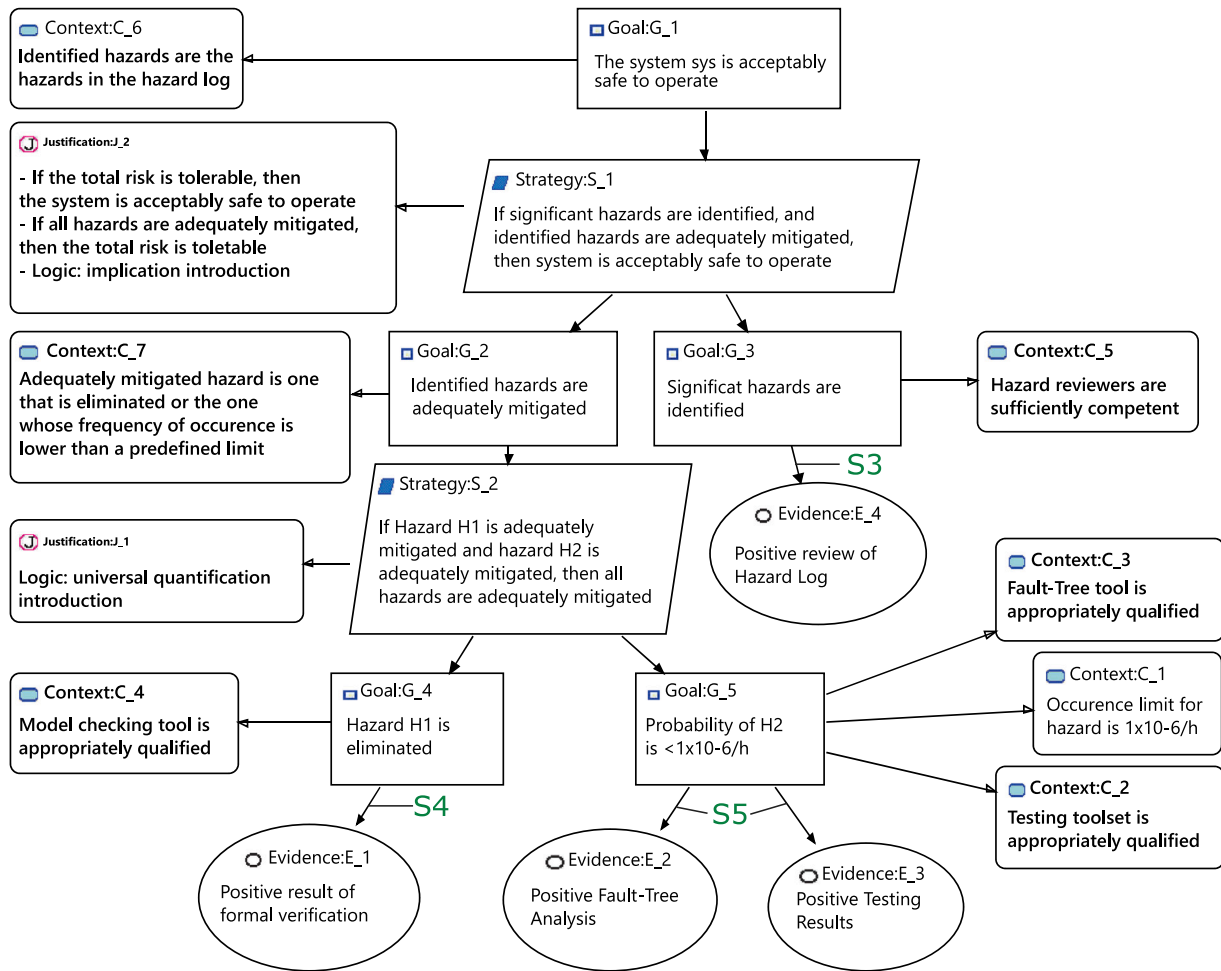 Context:C_6
Identified hazards are the
hazards in the hazard log
Goal:G_1
The system sys is acceptably
safe to operate
J
Justification:J_2
- If the total risk is tolerable, then
the system is acceptably safe to operate
- If all hazards are adequately mitigated,
then the total risk is toletable
- Logic: implication introduction
Strategy:S_1
If significant hazards are identified, and
identified hazards are adequately mitigated,
then system is acceptably safe to operate
Context:C_7
Adequately mitigated hazard is one
that is eliminated or the one
whose frequency of occurence is
lower than a predefined limit
Goal:G_2
Identified hazards are
adequately mitigated
Goal:G_3
Significat hazards are
identified
Context:C_5
Hazard reviewers are
sufficiently competent
S3
Strategy:S_2
If Hazard H1 is adequately
mitigated and hazard H2 is
adequately mitigated, then all
hazards are adequately mitigated
Evidence:E_4
Positive review of
Hazard Log
J
Justification:J_1
Logic: universal quantification
introduction
Context:C_3
Fault-Tree tool is
appropriately qualified
Context:C_4
Model checking tool is
appropriately qualified
Goal:G_4
Hazard H1 is
eliminated
Goal:G_5
Probability of H2
is <1x10-6/h
Context:C_1
Occurence limit for
hazard is 1x10-6/h
Context:C_2
Testing toolset is
appropriately qualified
S4
S5
Evidence:E_1
Positive result of
formal verification
Evidence:E_2
Positive Fault-Tree
Analysis
Evidence:E_3
Positive Testing
Results